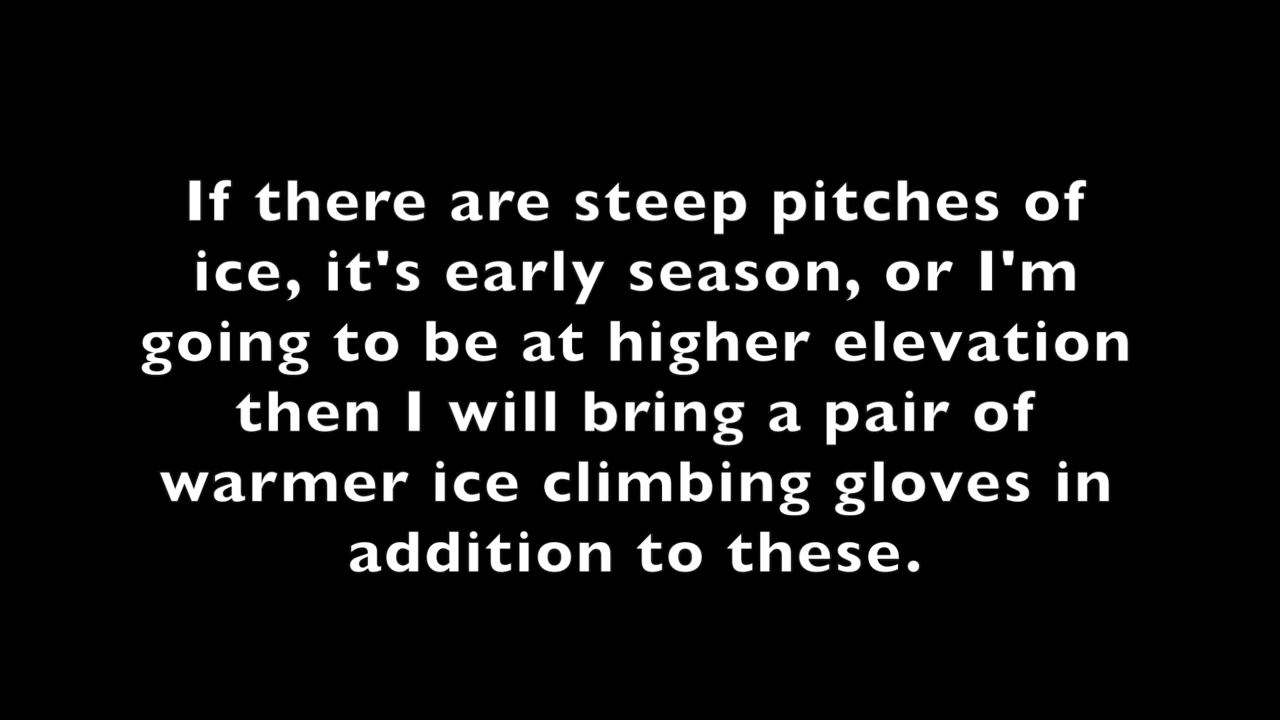 If there are steep pitches of
ice, it's early season, or I'm
going to be at higher elevation
then I will bring a pair of
warmer ice climbing gloves in
addition to these.